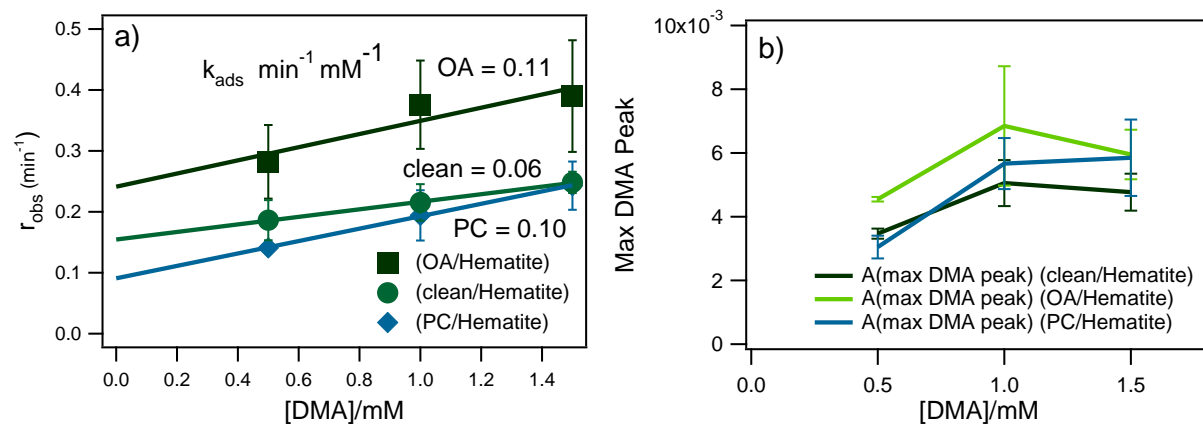 a)
k_ads min⁻¹ mM⁻¹
OA = 0.11
clean = 0.06
PC = 0.10
(OA/Hematite)
(clean/Hematite)
(PC/Hematite)
r_obs (min⁻¹)
0.5
0.4
0.3
0.2
0.1
0.0
0.0 0.2 0.4 0.6 0.8 1.0 1.2 1.4
[DMA]/mM
b)
Max DMA Peak
10x10⁻³
8
6
4
2
0
A(max DMA peak) (clean/Hematite)
A(max DMA peak) (OA/Hematite)
A(max DMA peak) (PC/Hematite)
0.0 0.5 1.0 1.5
[DMA]/mM